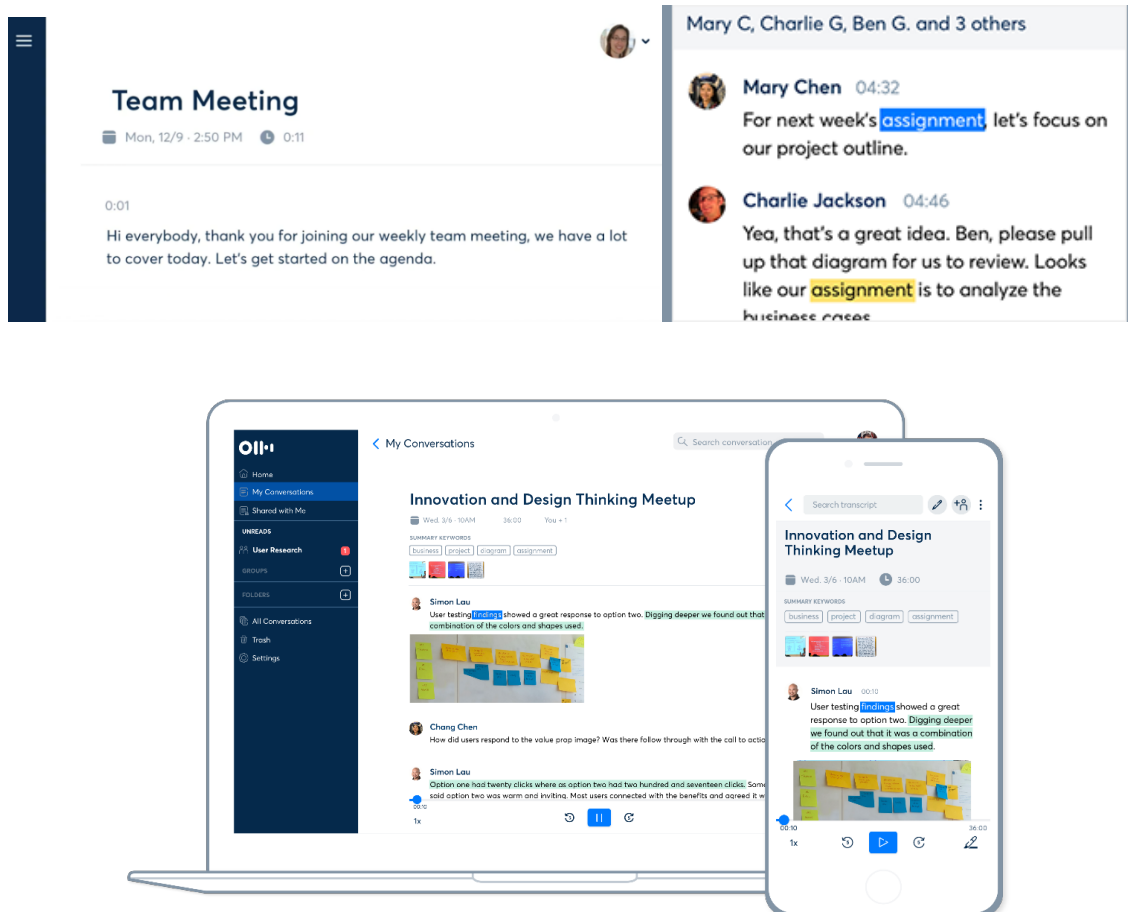 Team Meeting
Mon, 12/9 · 2:50 PM 0:11
0:01
Hi everybody, thank you for joining our weekly team meeting, we have a lot
to cover today. Let's get started on the agenda.
Mary C, Charlie G, Ben G. and 3 others
Mary Chen 04:32
For next week's assignment, let's focus on
our project outline.
Charlie Jackson 04:46
Yea, that's a great idea. Ben, please pull
up that diagram for us to review. Looks
like our assignment is to analyze the
business cases
Home
My Conversations
Shared with Me
UNREADS
User Research 1
GROUPS
FOLDERS
All Conversations
Trash
Settings
My Conversations
Search conversation
Innovation and Design Thinking Meetup
Wed. 3/6 · 10AM 36:00 You + 1
SUMMARY KEYWORDS
business project diagram assignment
Simon Lau
User testing findings showed a great response to option two. Digging deeper we found out that
combination of the colors and shapes used.
Chang Chen
How did users respond to the value prop image? Was there follow through with the call to actio
Simon Lau
Option one had twenty clicks where as option two had two hundred and seventeen clicks. Some
said option two was warm and inviting. Most users connected with the benefits and agreed it w
00:10
1x
Search transcript
Innovation and Design
Thinking Meetup
Wed. 3/6 · 10AM 36:00
SUMMARY KEYWORDS
business project diagram assignment
Simon Lau 00:10
User testing findings showed a great
response to option two. Digging deeper
we found out that it was a combination
of the colors and shapes used.
00:10 36:00
1x